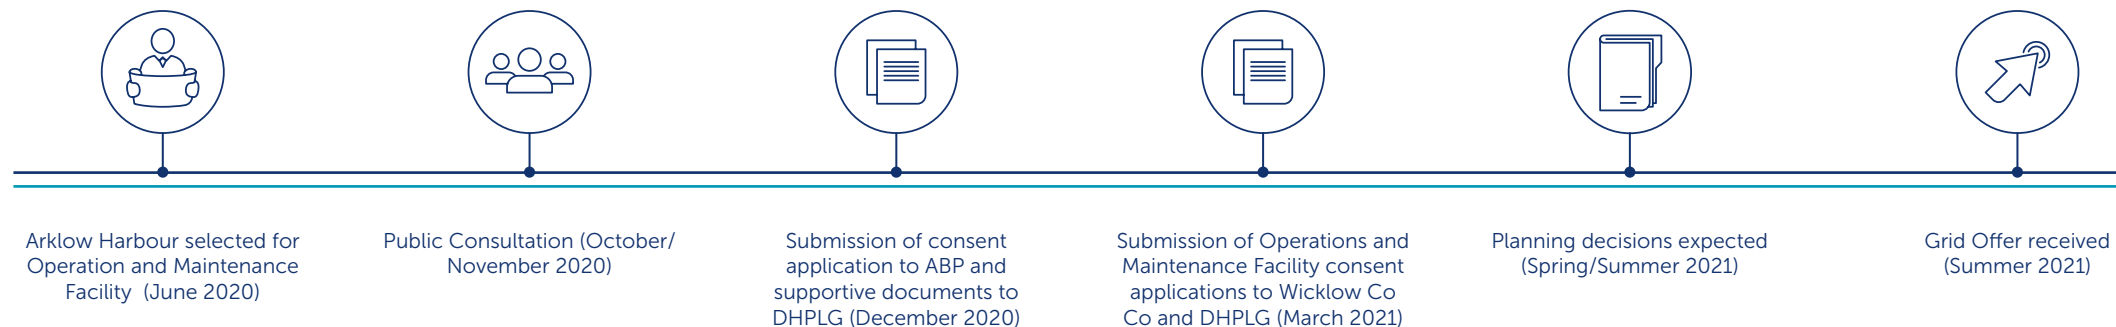 Arklow Harbour selected for
Operation and Maintenance
Facility (June 2020)
Public Consultation (October/
November 2020)
Submission of consent
application to ABP and
supportive documents to
DHPLG (December 2020)
Submission of Operations and
Maintenance Facility consent
applications to Wicklow Co
Co and DHPLG (March 2021)
Planning decisions expected
(Spring/Summer 2021)
Grid Offer received
(Summer 2021)